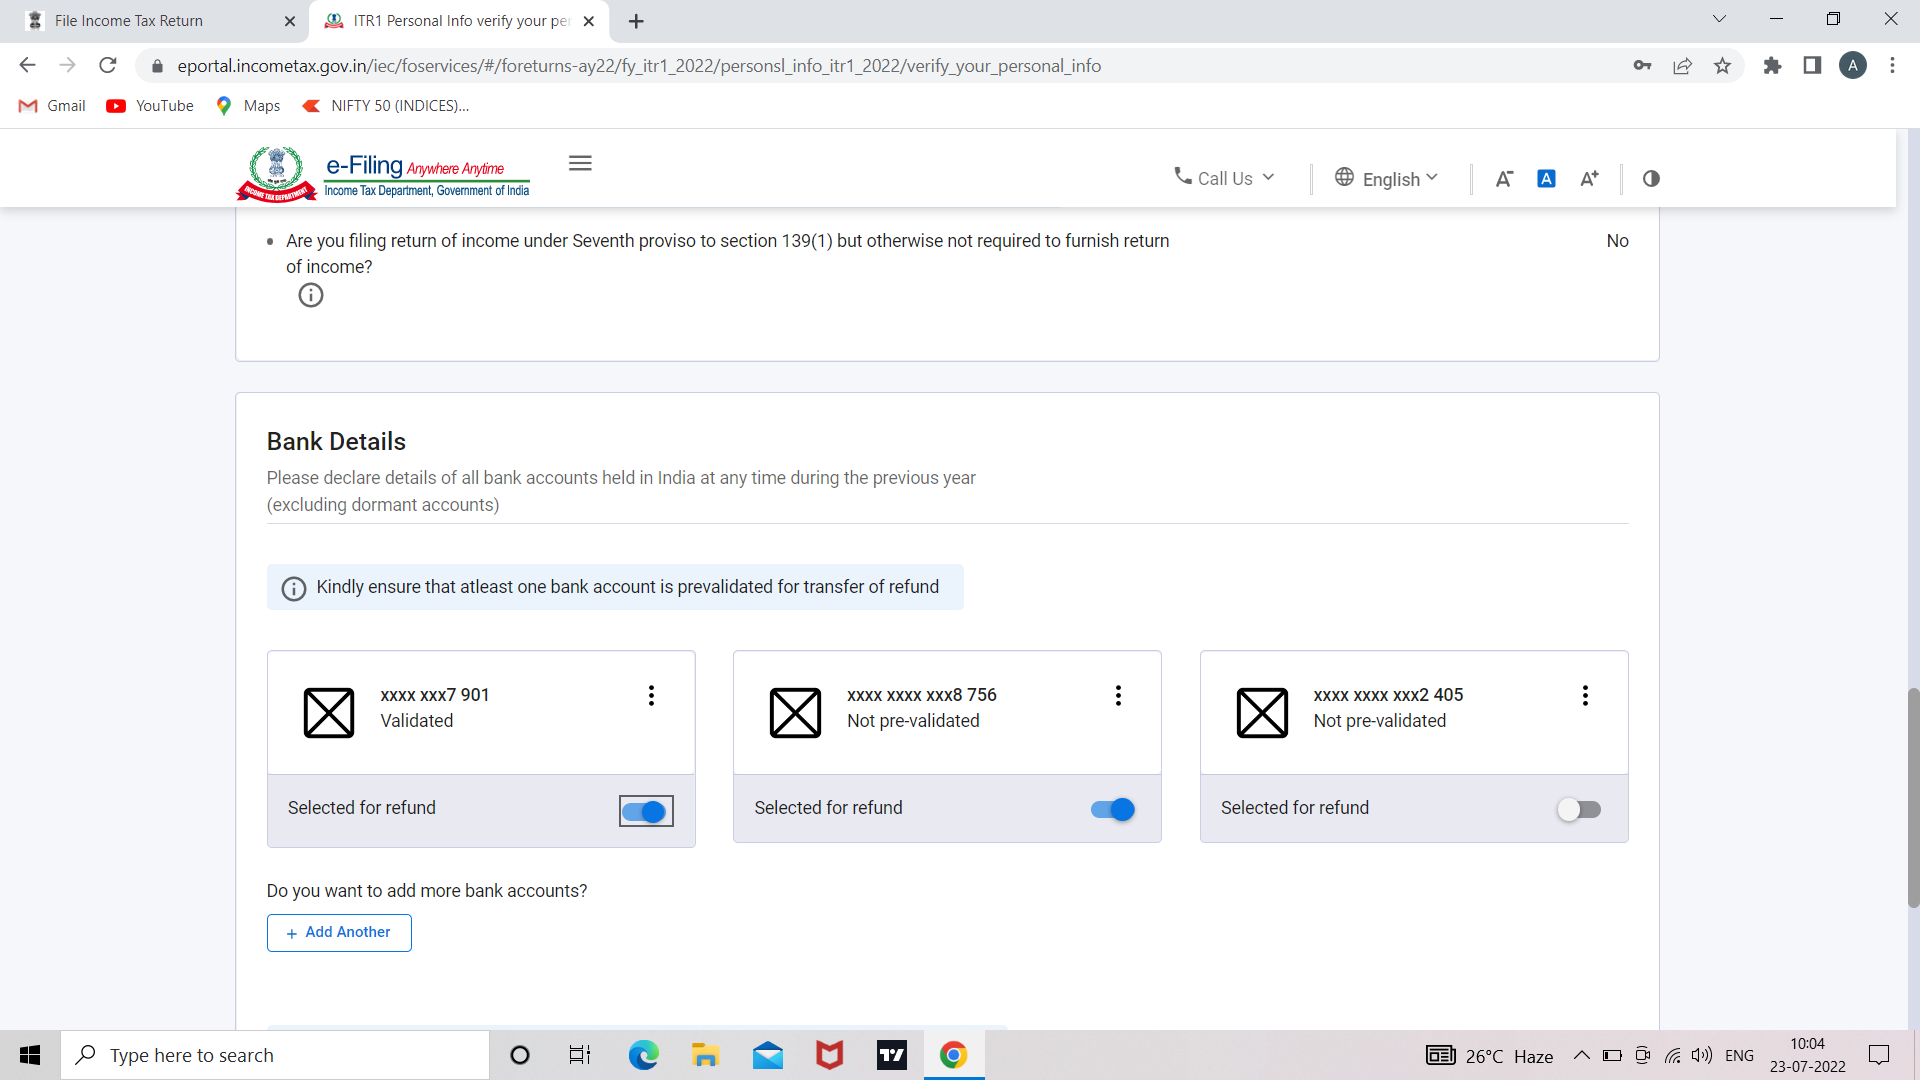 File Income Tax Return
ITR1 Personal Info verify your per
eportal.incometax.gov.in/iec/foservices/#/foreturns-ay22/fy_itr1_2022/personsl_info_itr1_2022/verify_your_personal_info
A
Gmail
YouTube
Maps
NIFTY 50 (INDICES)...
e-Filing Anywhere Anytime
Income Tax Department, Government of India
INCOME TAX DEPARTMENT
Call Us
English
A-
A
A+
Are you filing return of income under Seventh proviso to section 139(1) but otherwise not required to furnish return
of income?
No
Bank Details
Please declare details of all bank accounts held in India at any time during the previous year
(excluding dormant accounts)
Kindly ensure that atleast one bank account is prevalidated for transfer of refund
xxxx xxx7 901
Validated
Selected for refund
xxxx xxxx xxx8 756
Not pre-validated
Selected for refund
xxxx xxxx xxx2 405
Not pre-validated
Selected for refund
Do you want to add more bank accounts?
+ Add Another
Type here to search
26°C Haze
ENG
10:04
23-07-2022